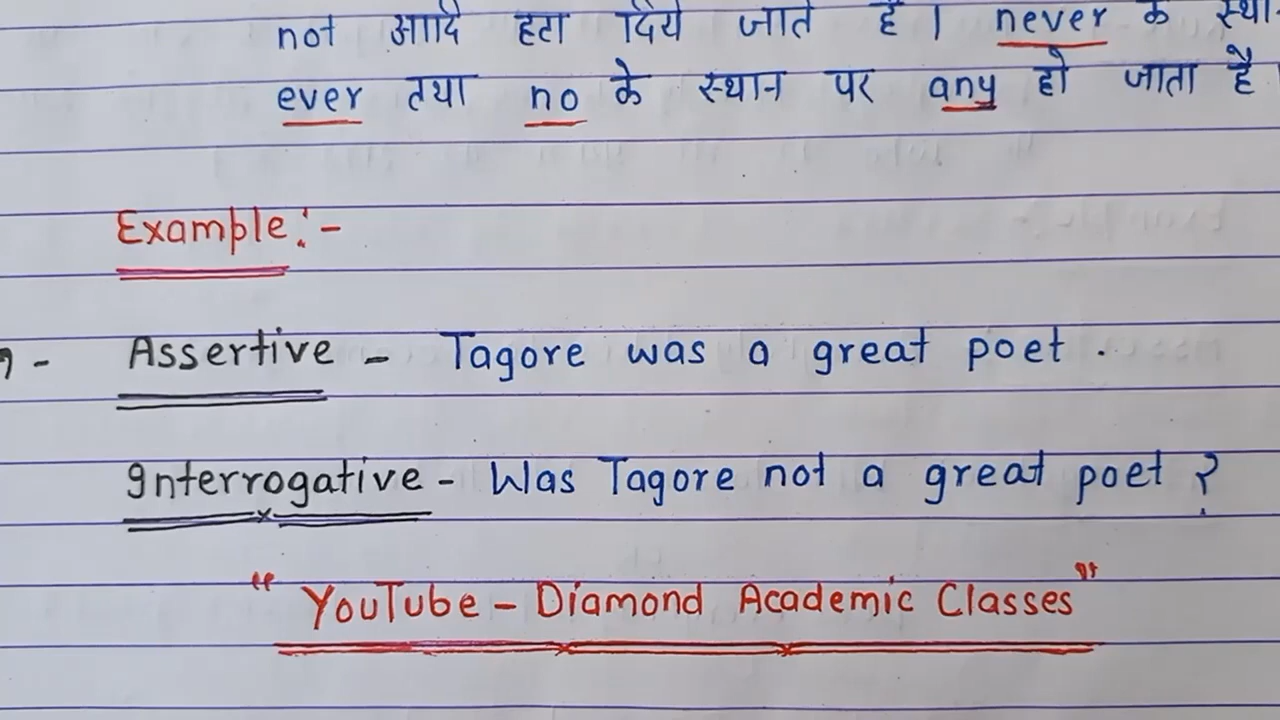 not आदि हटा दिये जाते हैं। never के स्था
ever तथा no के स्थान पर any हो जाता है।
Example:-
- Assertive - Tagore was a great poet.
Interrogative - Was Tagore not a great poet?
"YouTube - Diamond Academic Classes"